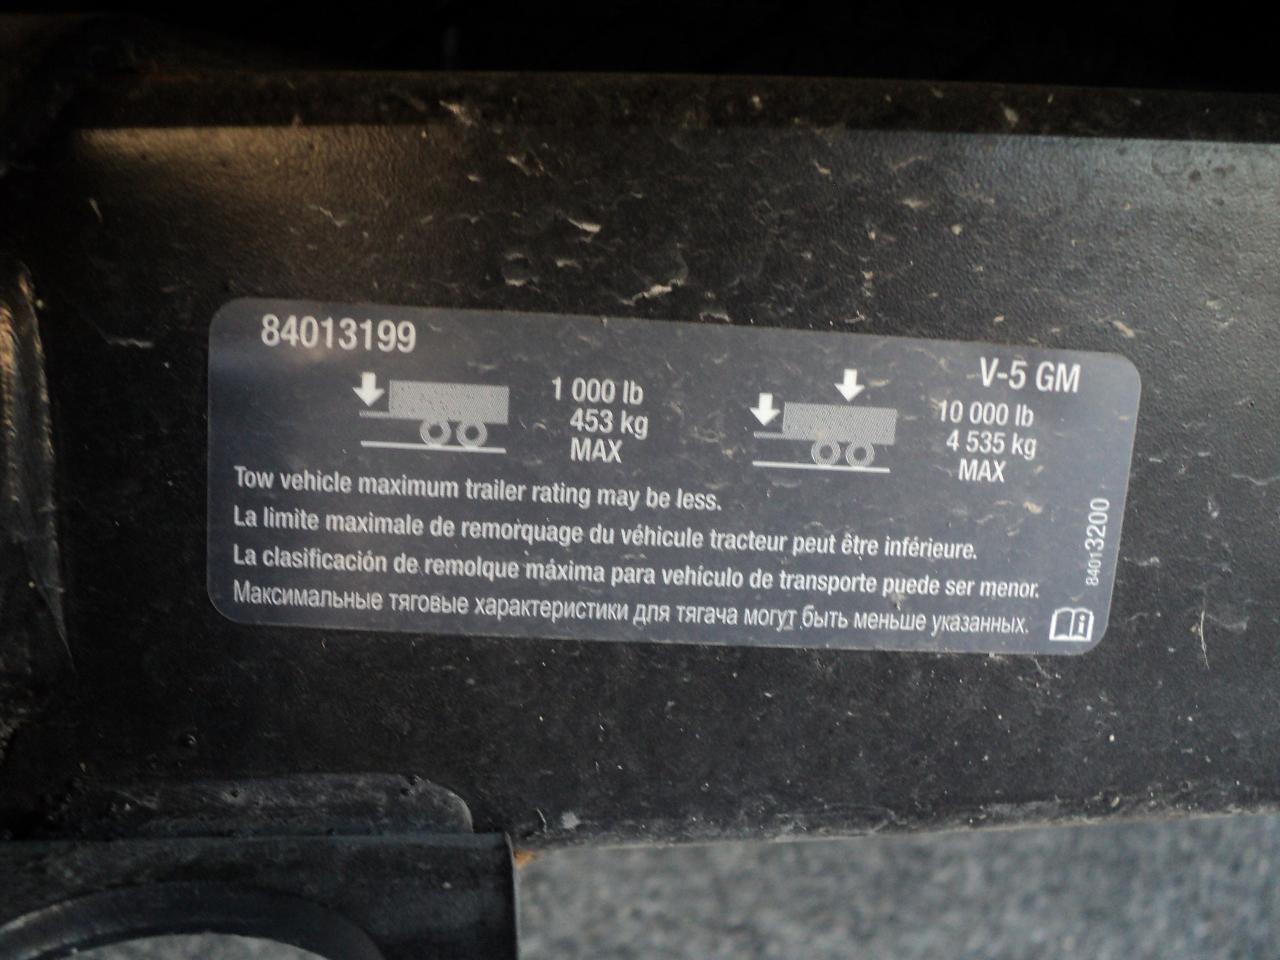 84013199
V-5 GM
1 000 lb
453 kg
MAX
10 000 lb
4 535 kg
MAX
Tow vehicle maximum trailer rating may be less.
La limite maximale de remorquage du véhicule tracteur peut être inférieure.
La clasificación de remolque máxima para vehículo de transporte puede ser menor.
Максимальные тяговые характеристики для тягача могут быть меньше указанных.
84013200